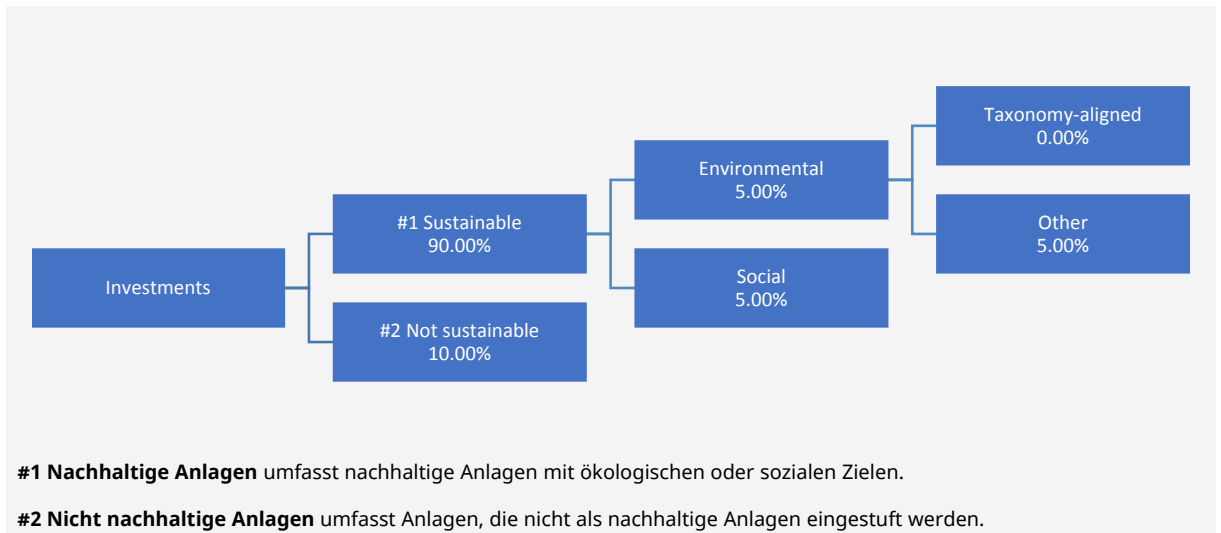 Investments
#1 Sustainable
90.00%
#2 Not sustainable
10.00%
Environmental
5.00%
Social
5.00%
Taxonomy-aligned
0.00%
Other
5.00%
#1 Nachhaltige Anlagen umfasst nachhaltige Anlagen mit ökologischen oder sozialen Zielen.
#2 Nicht nachhaltige Anlagen umfasst Anlagen, die nicht als nachhaltige Anlagen eingestuft werden.